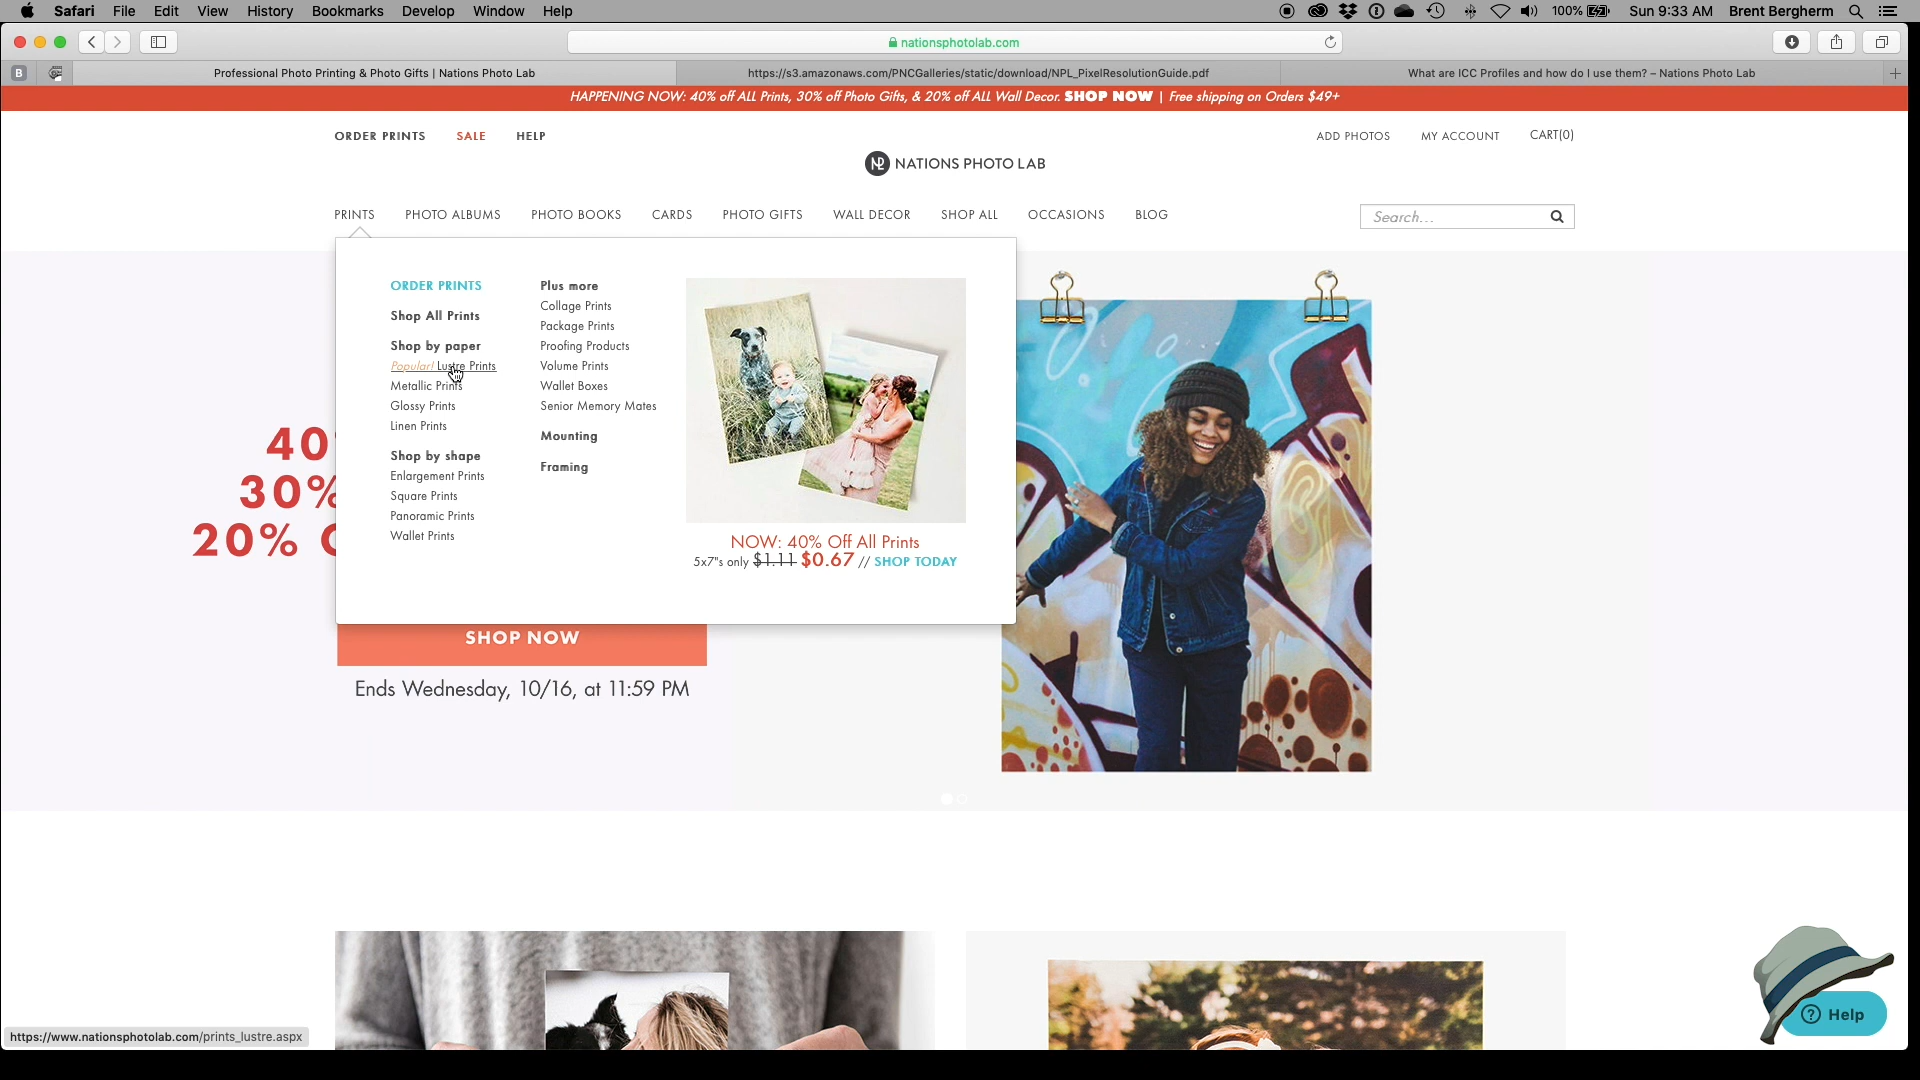 Safari File Edit View History Bookmarks Develop Window Help 100% Sun 9:33 AM Brent Bergherm
nationsphotolab.com
B Professional Photo Printing & Photo Gifts | Nations Photo Lab https://s3.amazonaws.com/PNCGalleries/static/download/NPL_PixelResolutionGuide.pdf What are ICC Profiles and how do I use them? – Nations Photo Lab
HAPPENING NOW: 40% off ALL Prints, 30% off Photo Gifts, & 20% off ALL Wall Decor. SHOP NOW | Free shipping on Orders $49+
ORDER PRINTS SALE HELP ADD PHOTOS MY ACCOUNT CART(0)
NATIONS PHOTO LAB
PRINTS PHOTO ALBUMS PHOTO BOOKS CARDS PHOTO GIFTS WALL DECOR SHOP ALL OCCASIONS BLOG Search...
ORDER PRINTS
Shop All Prints
Shop by paper
Popular! Lustre Prints
Metallic Prints
Glossy Prints
Linen Prints
Shop by shape
Enlargement Prints
Square Prints
Panoramic Prints
Wallet Prints
Plus more
Collage Prints
Package Prints
Proofing Products
Volume Prints
Wallet Boxes
Senior Memory Mates
Mounting
Framing
NOW: 40% Off All Prints
5x7"s only $1.11 $0.67 // SHOP TODAY
40
30%
20%
SHOP NOW
Ends Wednesday, 10/16, at 11:59 PM
Help
https://www.nationsphotolab.com/prints_lustre.aspx